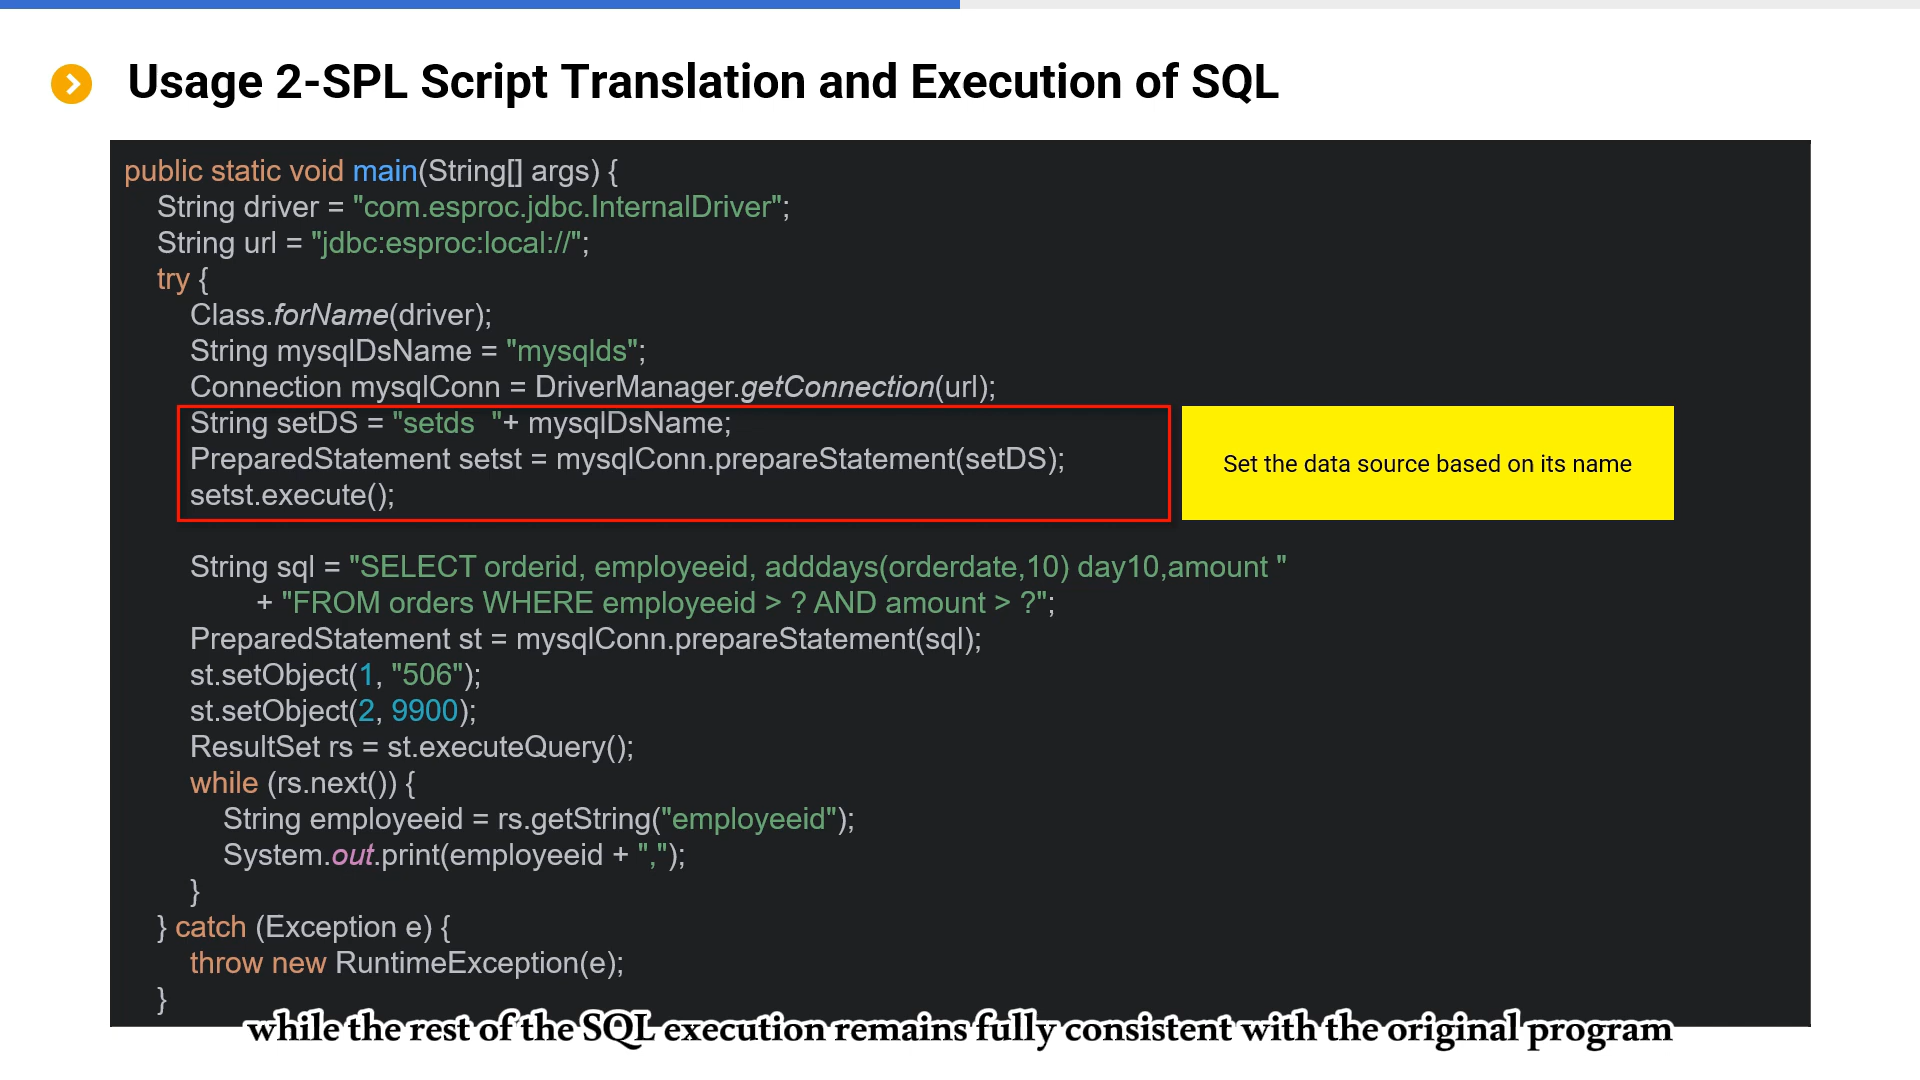 Usage 2-SPL Script Translation and Execution of SQL
public static void main(String[] args) {
String driver = "com.esproc.jdbc.InternalDriver";
String url = "jdbc:esproc:local://";
try {
Class.forName(driver);
String mysqlDsName = "mysqlds";
Connection mysqlConn = DriverManager.getConnection(url);
String setDS = "setds  "+ mysqlDsName;
PreparedStatement setst = mysqlConn.prepareStatement(setDS);
setst.execute();
Set the data source based on its name
String sql = "SELECT orderid, employeeid, adddays(orderdate,10) day10,amount "
+ "FROM orders WHERE employeeid > ? AND amount > ?";
PreparedStatement st = mysqlConn.prepareStatement(sql);
st.setObject(1, "506");
st.setObject(2, 9900);
ResultSet rs = st.executeQuery();
while (rs.next()) {
String employeeid = rs.getString("employeeid");
System.out.print(employeeid + ",");
}
} catch (Exception e) {
throw new RuntimeException(e);
}
while the rest of the SQL execution remains fully consistent with the original program